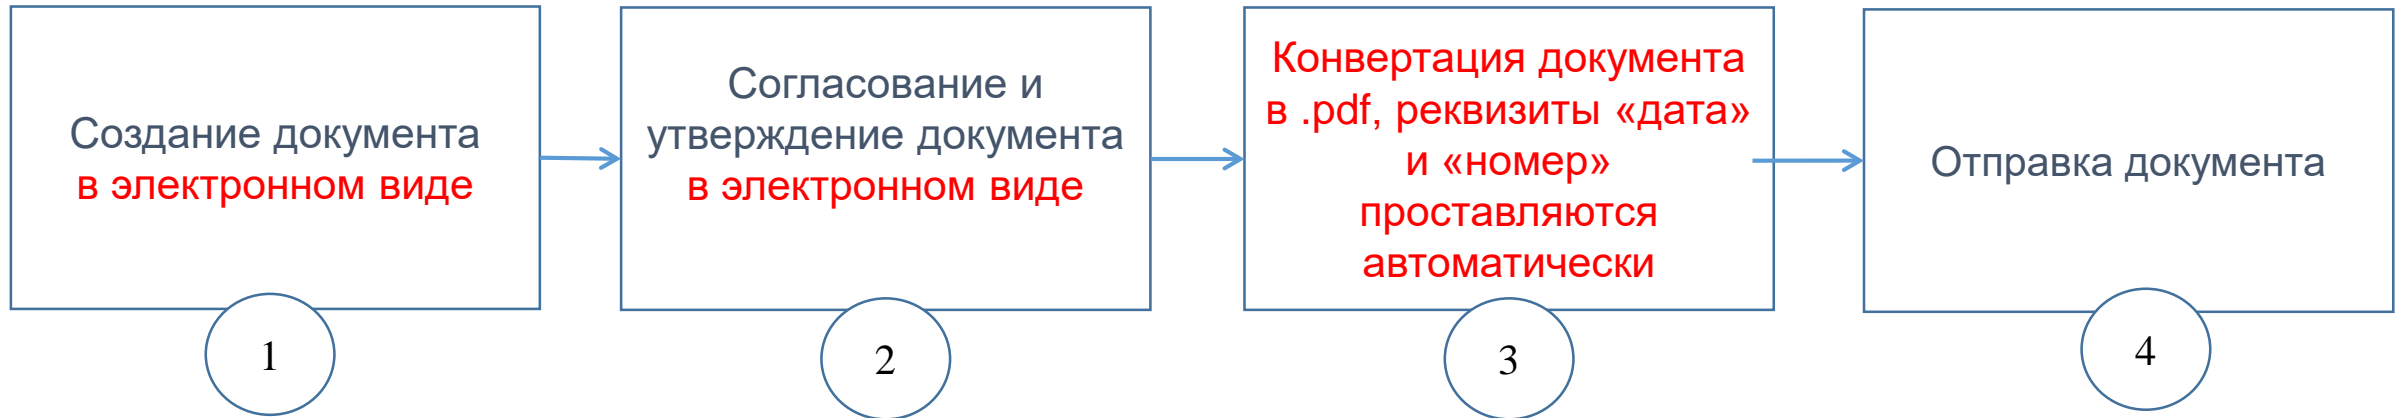 Создание документа
в электронном виде
1
Согласование и
утверждение документа
в электронном виде
2
Конвертация документа
в .pdf, реквизиты «дата»
и «номер»
проставляются
автоматически
3
Отправка документа
4